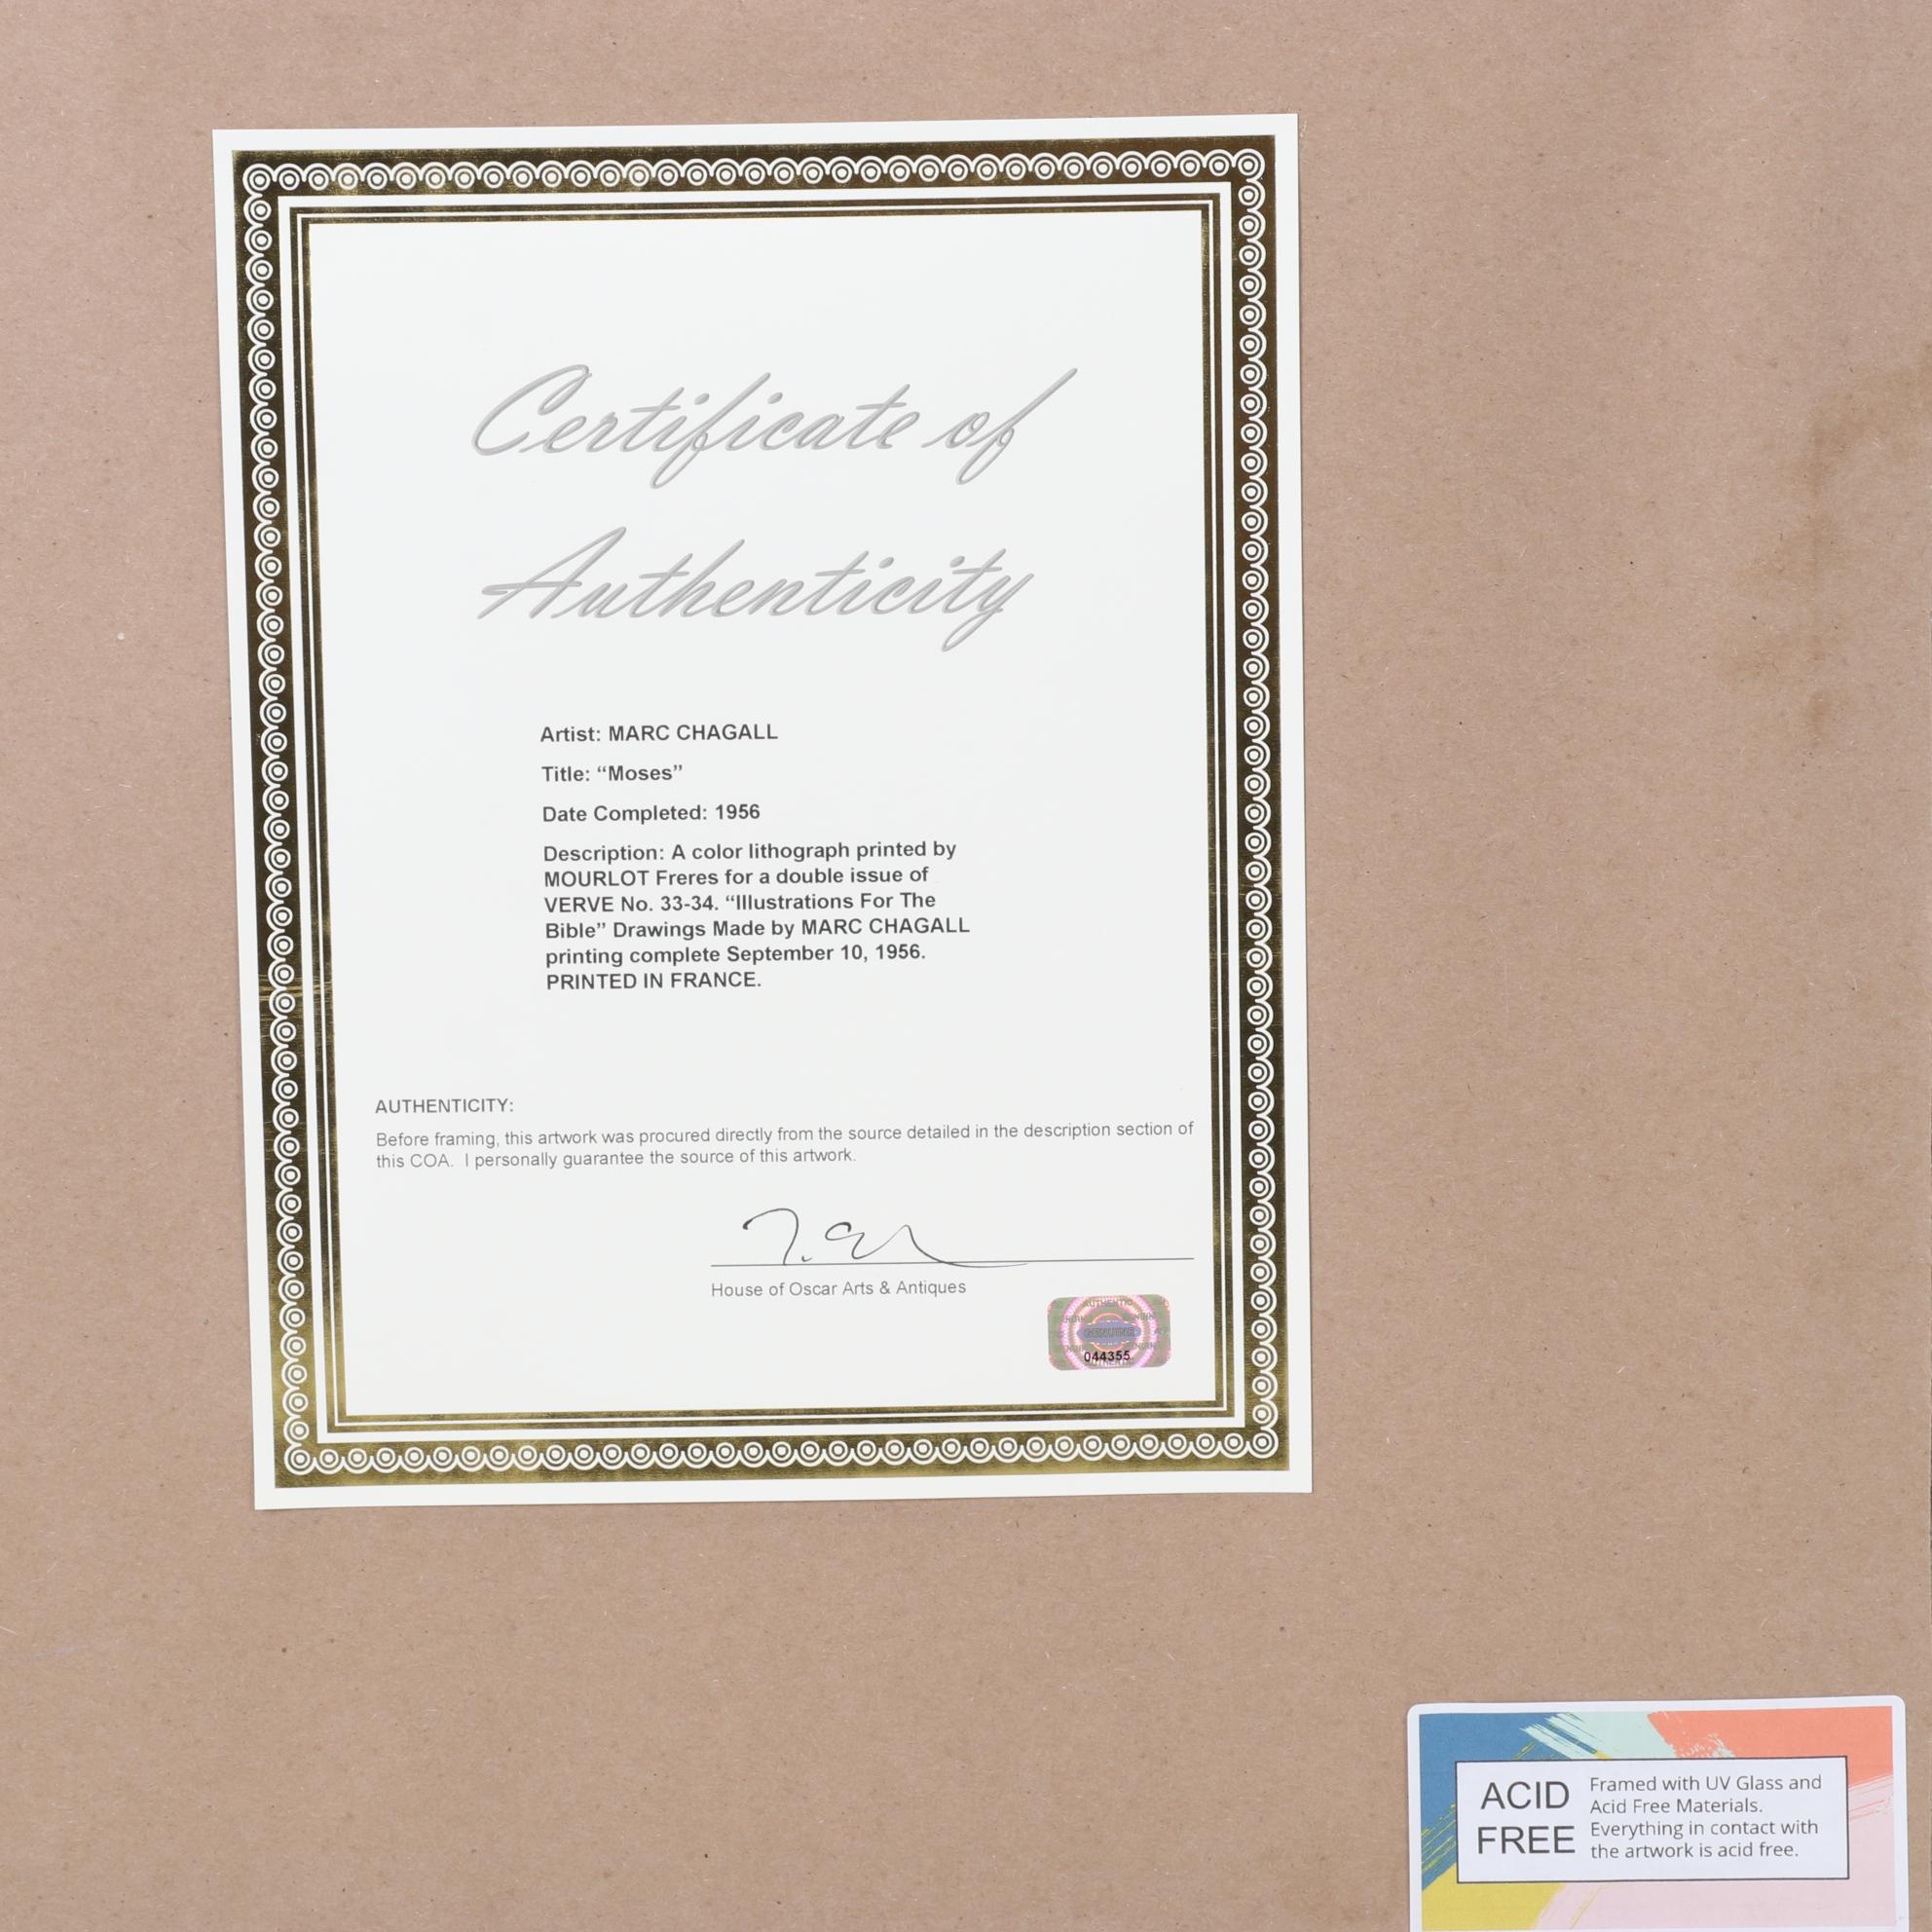 Certificate of
Authenticity
Artist: MARC CHAGALL
Title: “Moses”
Date Completed: 1956
Description: A color lithograph printed by
MOURLOT Freres for a double issue of
VERVE No. 33-34. “Illustrations For The
Bible” Drawings Made by MARC CHAGALL
printing complete September 10, 1956.
PRINTED IN FRANCE.
AUTHENTICITY:
Before framing, this artwork was procured directly from the source detailed in the description section of
this COA. I personally guarantee the source of this artwork.
House of Oscar Arts & Antiques
AUTHENTIC
GENUINE
044355
ACID
FREE
Framed with UV Glass and
Acid Free Materials.
Everything in contact with
the artwork is acid free.